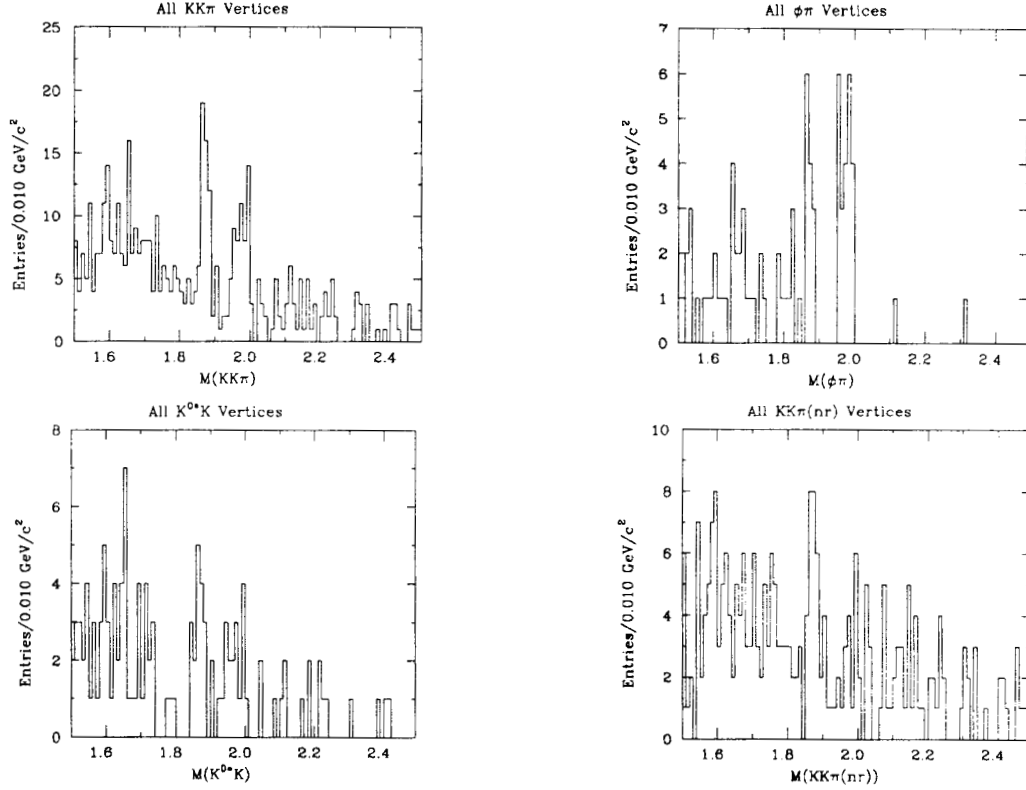 All KKπ Vertices
25
20
15
10
5
0
Entries/0.010 GeV/c²
1.6 1.8 2.0 2.2 2.4
M(KKπ)
All ϕπ Vertices
7
6
5
4
3
2
1
0
Entries/0.010 GeV/c²
1.6 1.8 2.0 2.2 2.4
M(ϕπ)
All K⁰*K Vertices
8
6
4
2
0
Entries/0.010 GeV/c²
1.6 1.8 2.0 2.2 2.4
M(K⁰*K)
All KKπ(nr) Vertices
10
8
6
4
2
0
Entries/0.010 GeV/c²
1.6 1.8 2.0 2.2 2.4
M(KKπ(nr))